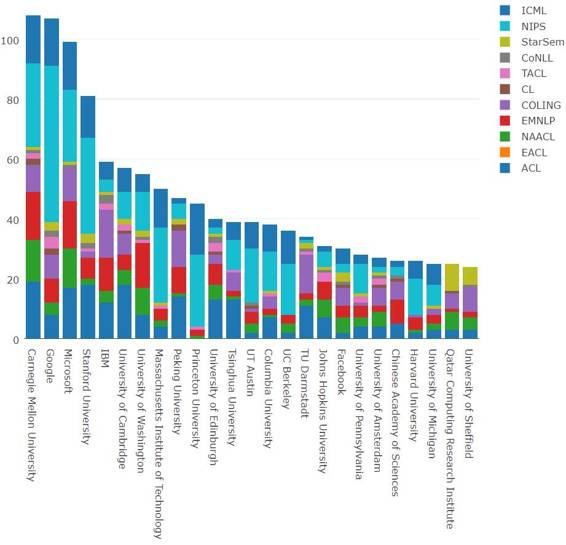 100
80
60
40
20
0
Carnegie Mellon University
Google
Microsoft
Stanford University
IBM
University of Cambridge
University of Washington
Massachusetts Institute of Technology
Peking University
Princeton University
University of Edinburgh
Tsinghua University
UT Austin
Columbia University
UC Berkeley
TU Darmstadt
Johns Hopkins University
Facebook
University of Pennsylvania
University of Amsterdam
Chinese Academy of Sciences
Harvard University
University of Michigan
Qatar Computing Research Institute
University of Sheffield
ICML
NIPS
StarSem
CoNLL
TACL
CL
COLING
EMNLP
NAACL
EACL
ACL